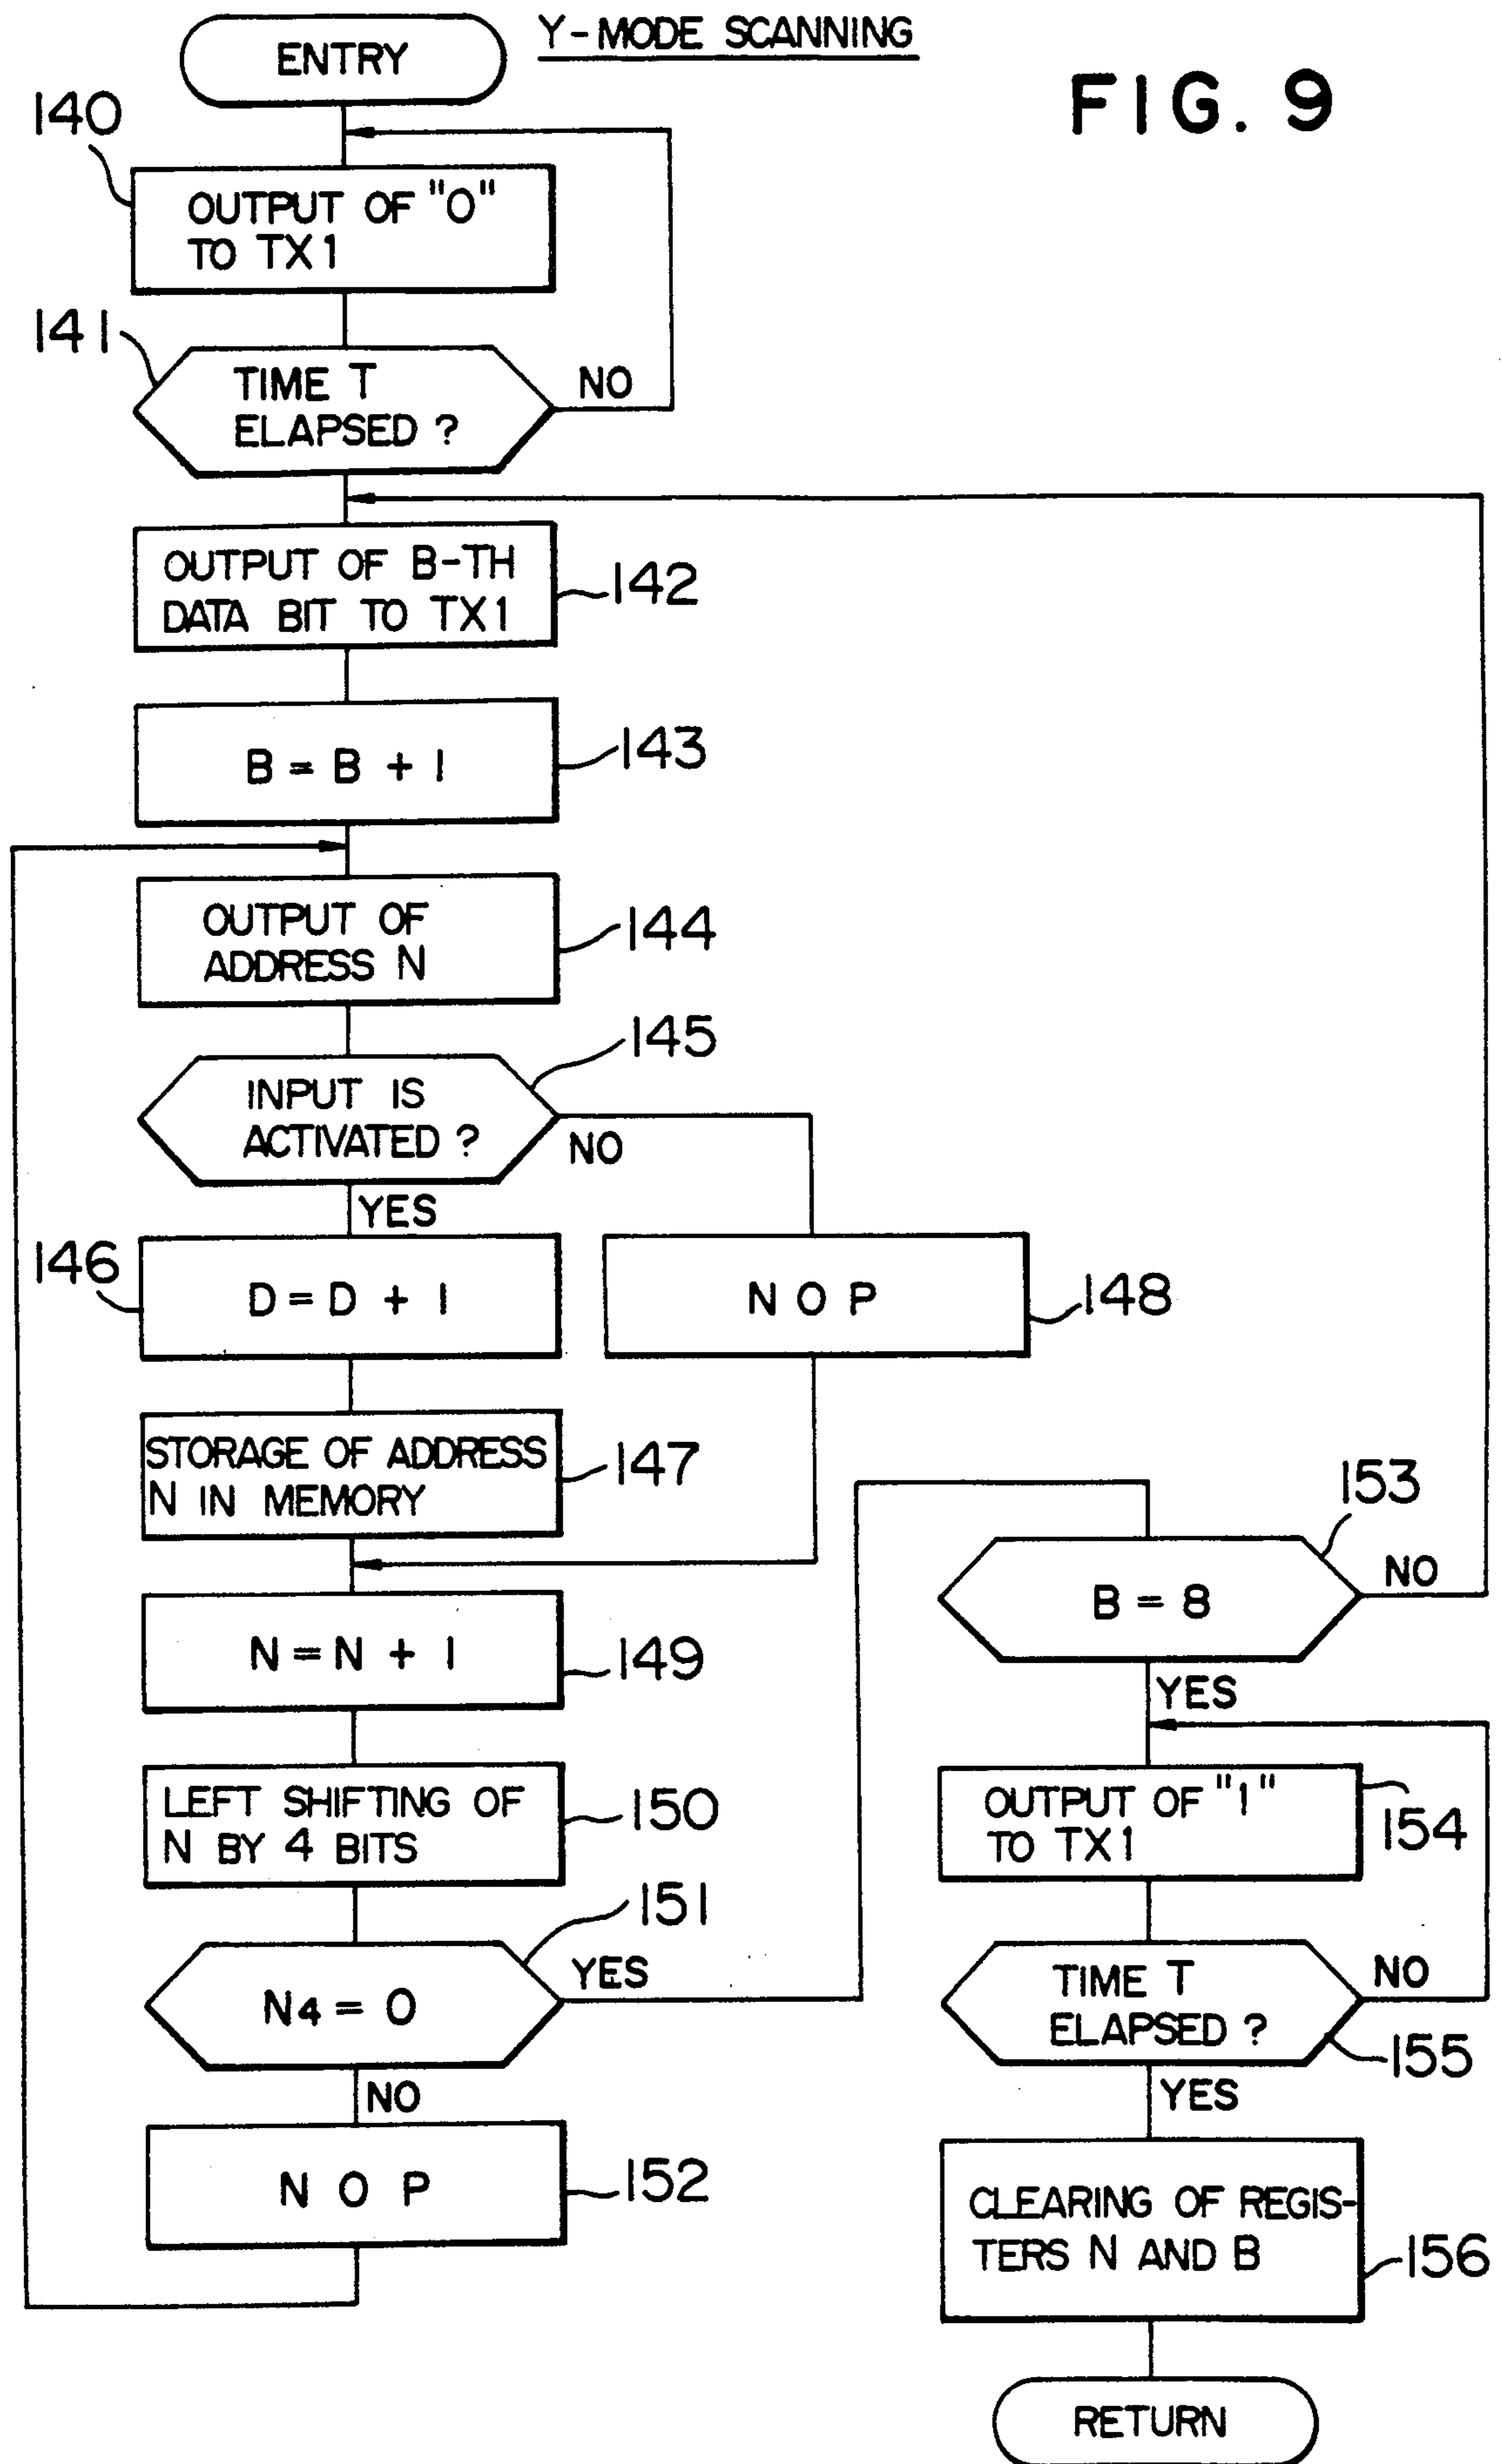 ENTRY
Y-MODE SCANNING
FIG. 9
140
OUTPUT OF "0"
TO TX1
141
TIME T
ELAPSED ?
NO
OUTPUT OF B-TH
DATA BIT TO TX1
142
B = B + 1
143
OUTPUT OF
ADDRESS N
144
145
INPUT IS
ACTIVATED ?
NO
YES
146
D = D + 1
N O P
148
STORAGE OF ADDRESS
N IN MEMORY
147
N = N + 1
149
LEFT SHIFTING OF
N BY 4 BITS
150
151
N4 = 0
YES
NO
N O P
152
153
B = 8
NO
YES
OUTPUT OF "1"
TO TX1
154
TIME T
ELAPSED ?
NO
155
YES
CLEARING OF REGIS-
TERS N AND B
156
RETURN